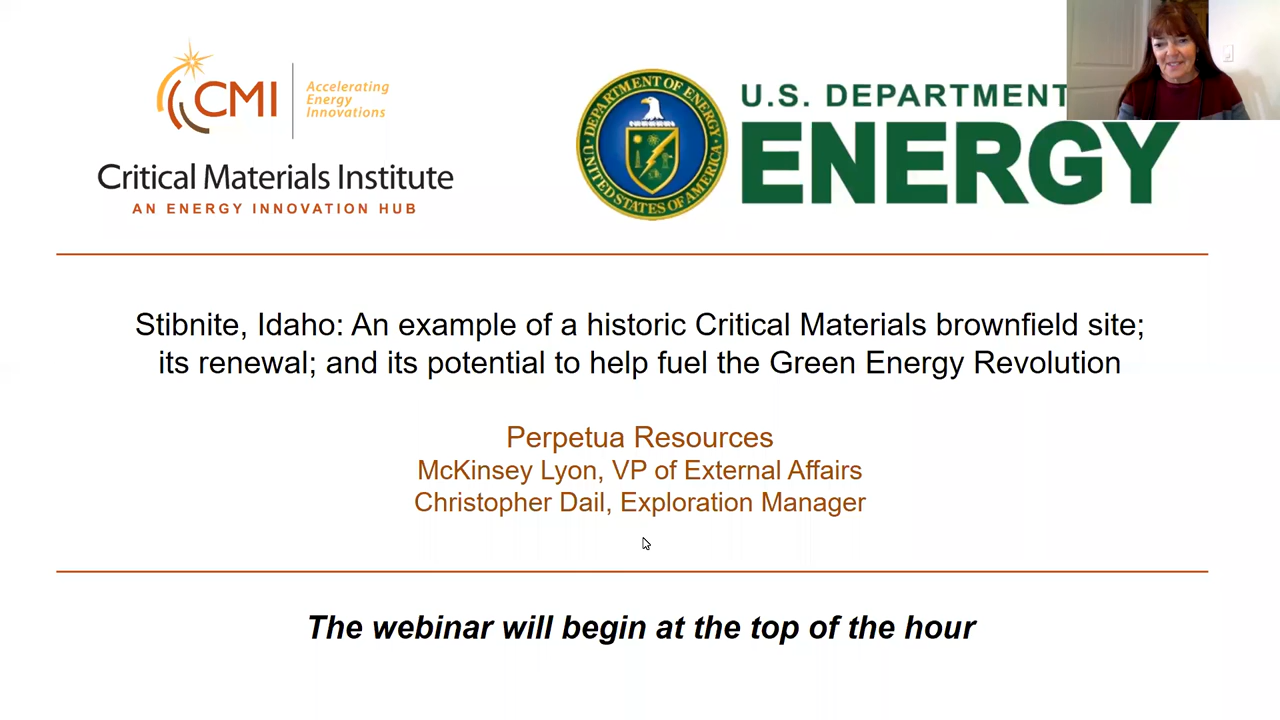 CMI
Accelerating
Energy
Innovations
Critical Materials Institute
AN ENERGY INNOVATION HUB
DEPARTMENT OF ENERGY
UNITED STATES OF AMERICA
U.S. DEPARTMENT
ENERGY
Stibnite, Idaho: An example of a historic Critical Materials brownfield site;
its renewal; and its potential to help fuel the Green Energy Revolution
Perpetua Resources
McKinsey Lyon, VP of External Affairs
Christopher Dail, Exploration Manager
The webinar will begin at the top of the hour